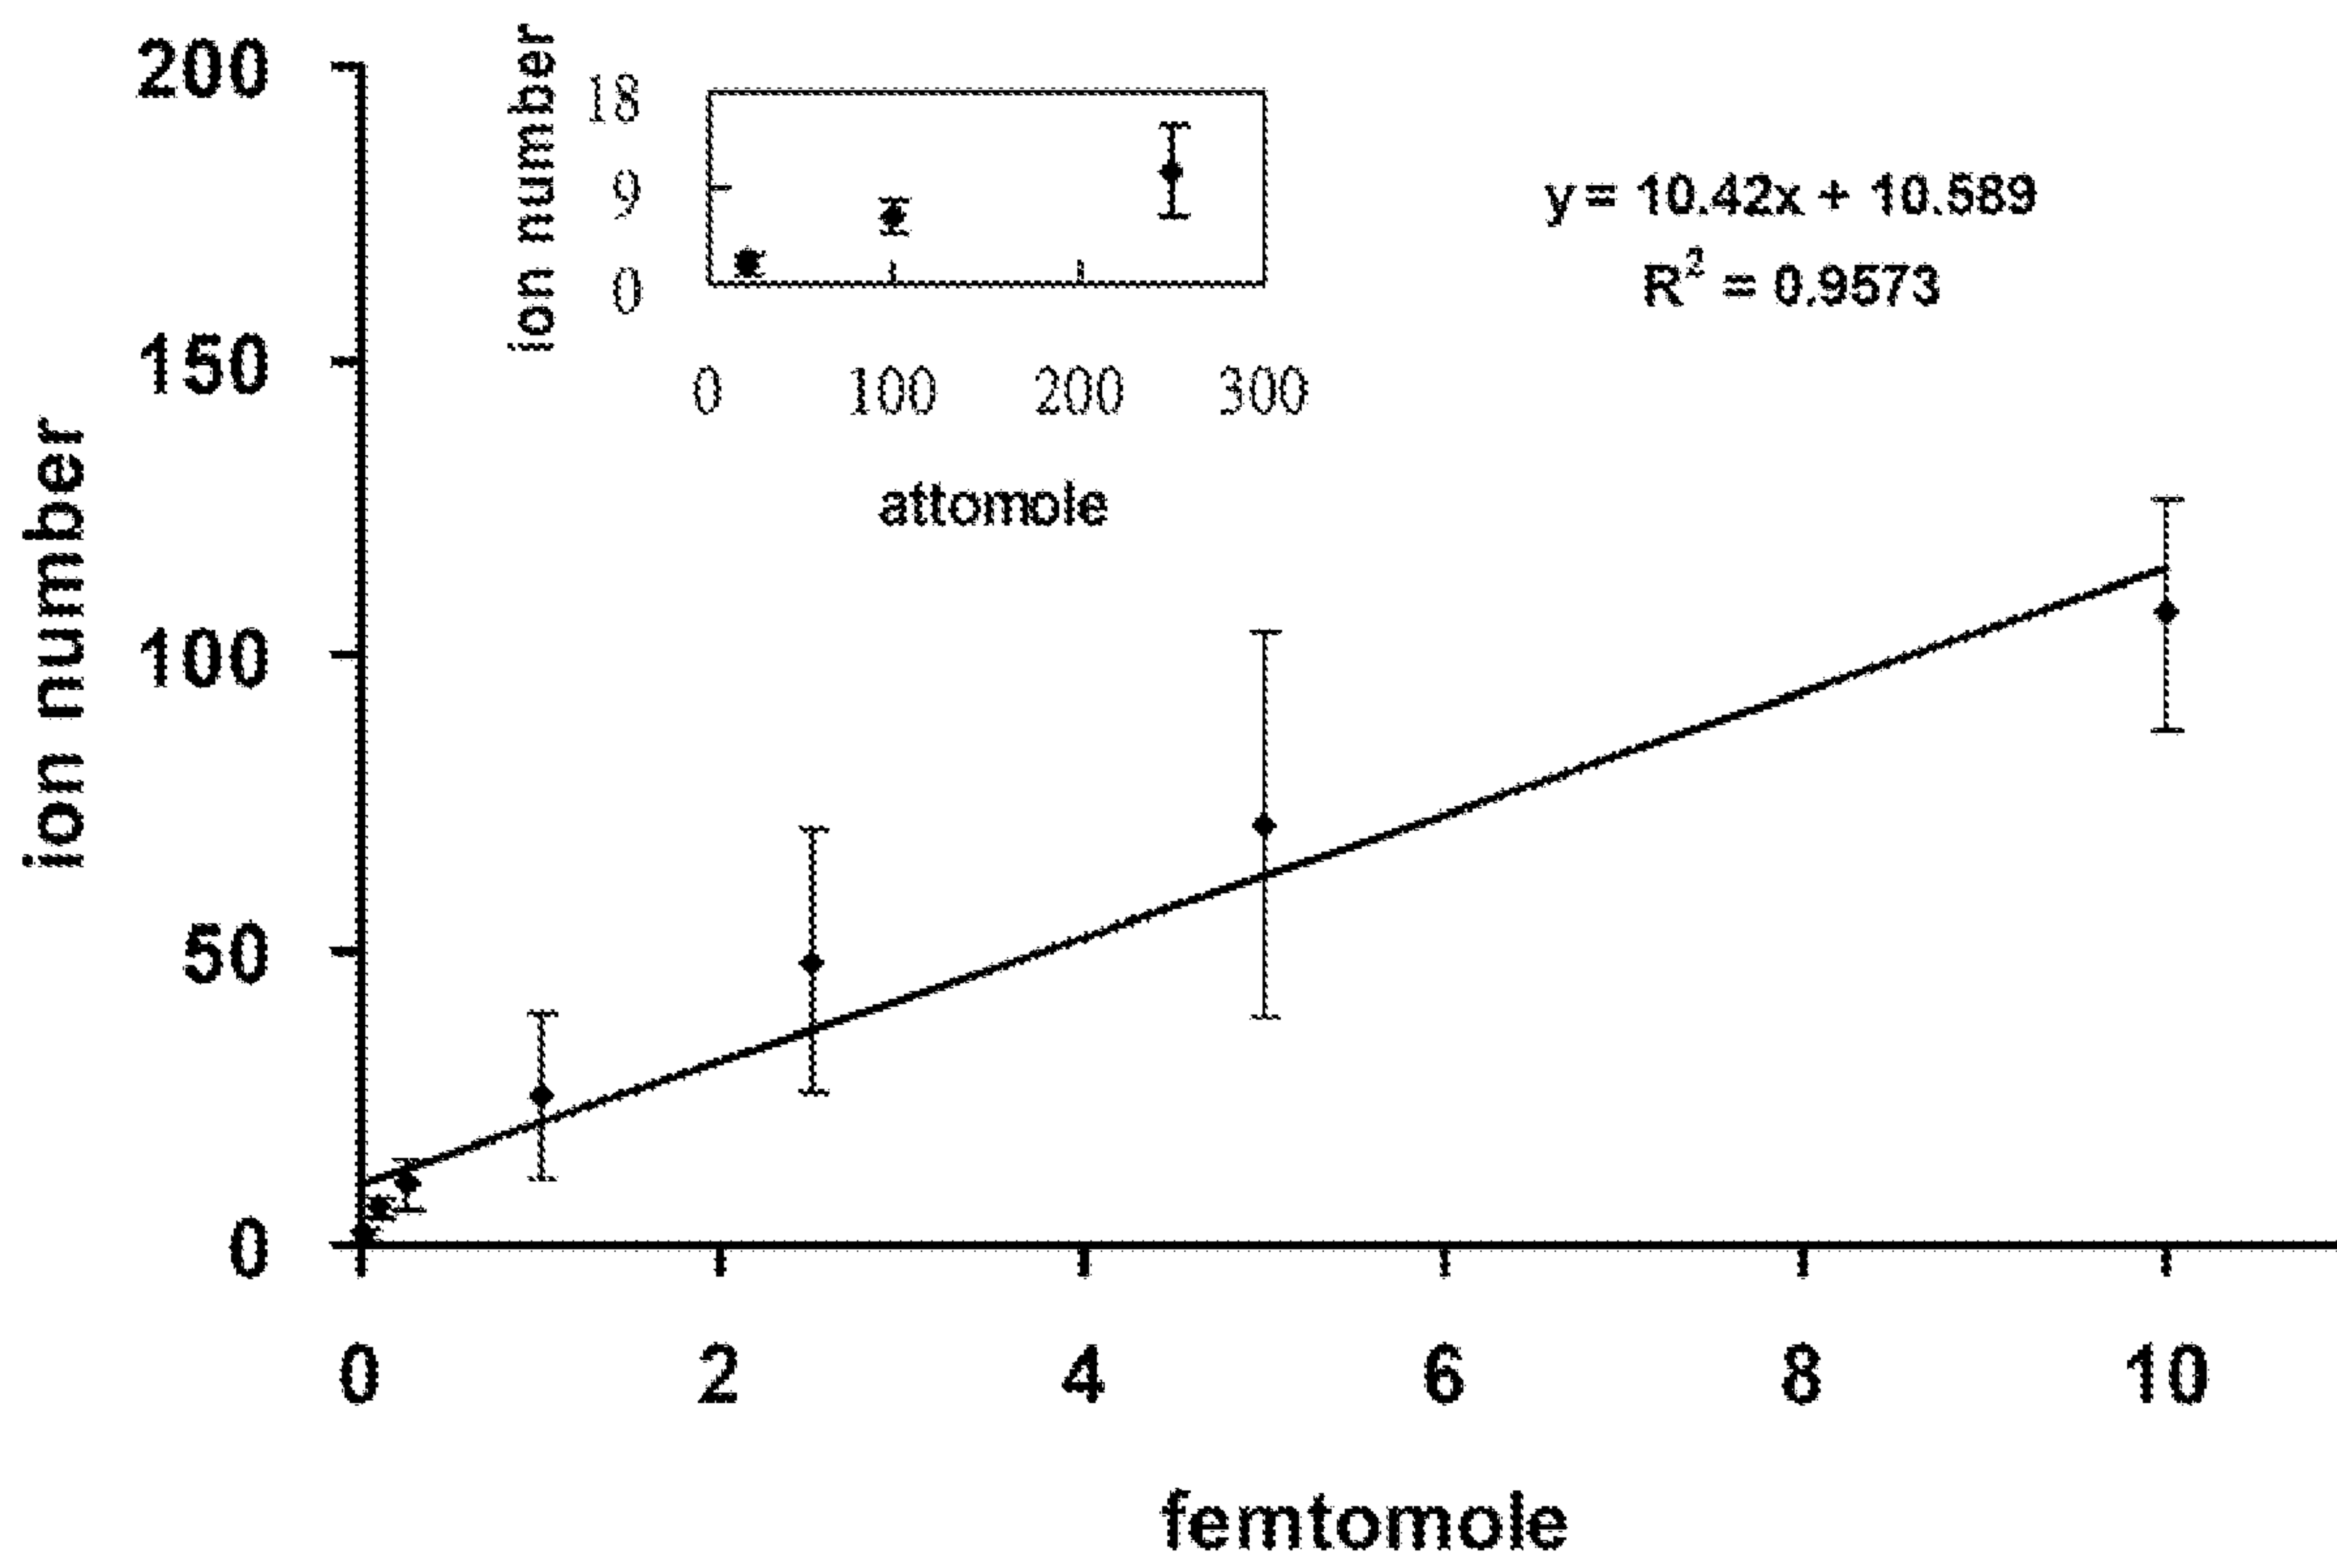 200
150
100
50
0
ion number
ion number
18
9
0
0 100 200 300
attomole
y = 10.42x + 10.589
R² = 0.9573
0 2 4 6 8 10
femtomole